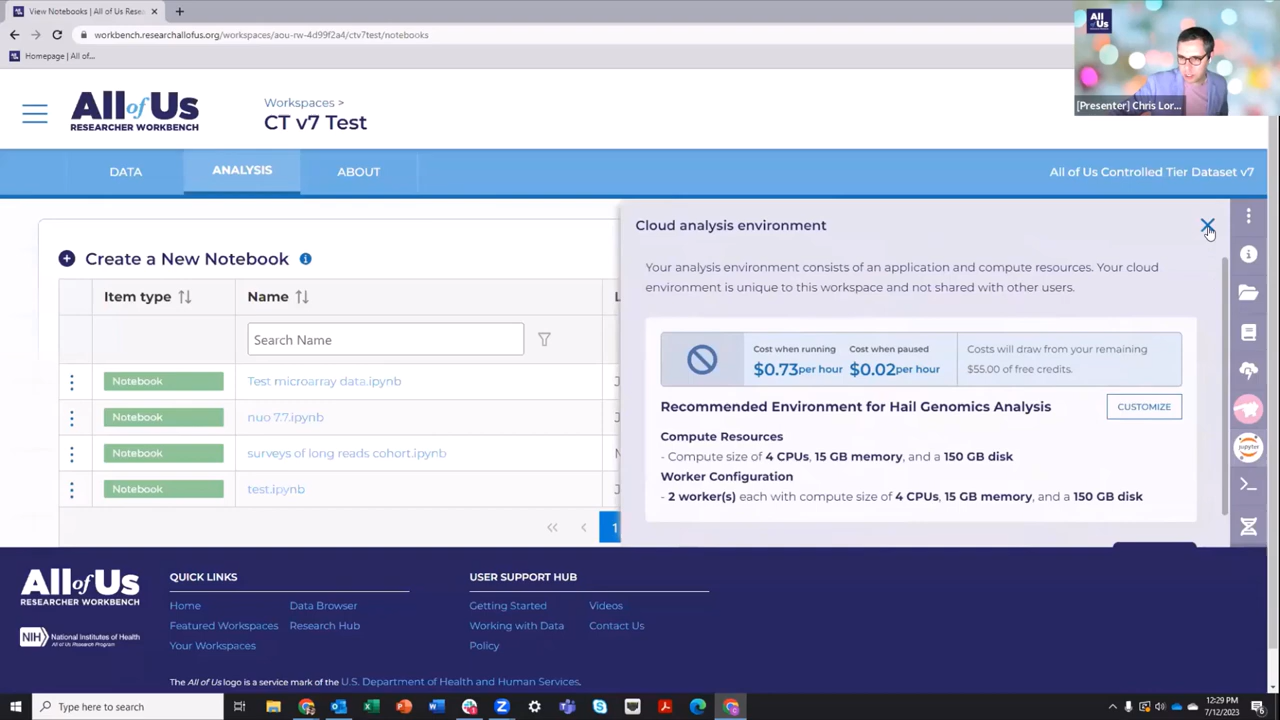 View Notebooks | All of Us Resea
workbench.researchallofus.org/workspaces/aou-rw-4d99f2a4/ctv7test/notebooks
Homepage | All of...
All of Us
[Presenter] Chris Lor...
All of Us
RESEARCHER WORKBENCH
Workspaces >
CT v7 Test
DATA
ANALYSIS
ABOUT
All of Us Controlled Tier Dataset v7
Create a New Notebook
Item type
Name
L
Search Name
Notebook
Test microarray data.ipynb
J
Notebook
nuo 7.7.ipynb
J
Notebook
surveys of long reads cohort.ipynb
Notebook
test.ipynb
J
1
Cloud analysis environment
Your analysis environment consists of an application and compute resources. Your cloud
environment is unique to this workspace and not shared with other users.
Cost when running
$0.73 per hour
Cost when paused
$0.02 per hour
Costs will draw from your remaining
$55.00 of free credits.
Recommended Environment for Hail Genomics Analysis
CUSTOMIZE
Compute Resources
- Compute size of 4 CPUs, 15 GB memory, and a 150 GB disk
Worker Configuration
- 2 worker(s) each with compute size of 4 CPUs, 15 GB memory, and a 150 GB disk
jupyter
All of Us
RESEARCHER WORKBENCH
NIH National Institutes of Health
All of Us Research Program
QUICK LINKS
Home
Data Browser
Featured Workspaces
Research Hub
Your Workspaces
USER SUPPORT HUB
Getting Started
Videos
Working with Data
Contact Us
Policy
The All of Us logo is a service mark of the U.S. Department of Health and Human Services.
Type here to search
12:29 PM
7/12/2023